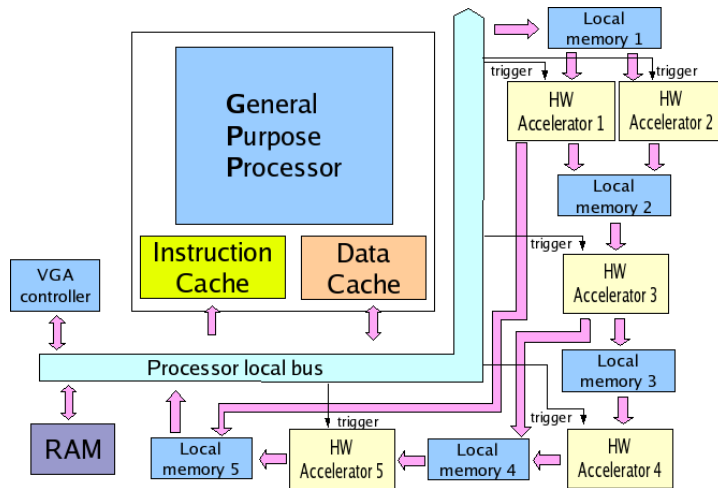 Local
memory 1
trigger
trigger
General
Purpose
Processor
HW
Accelerator 1
HW
Accelerator 2
Local
memory 2
Instruction
Cache
Data
Cache
trigger
VGA
controller
HW
Accelerator 3
Processor local bus
Local
memory 3
trigger
trigger
RAM
Local
memory 5
HW
Accelerator 5
Local
memory 4
HW
Accelerator 4